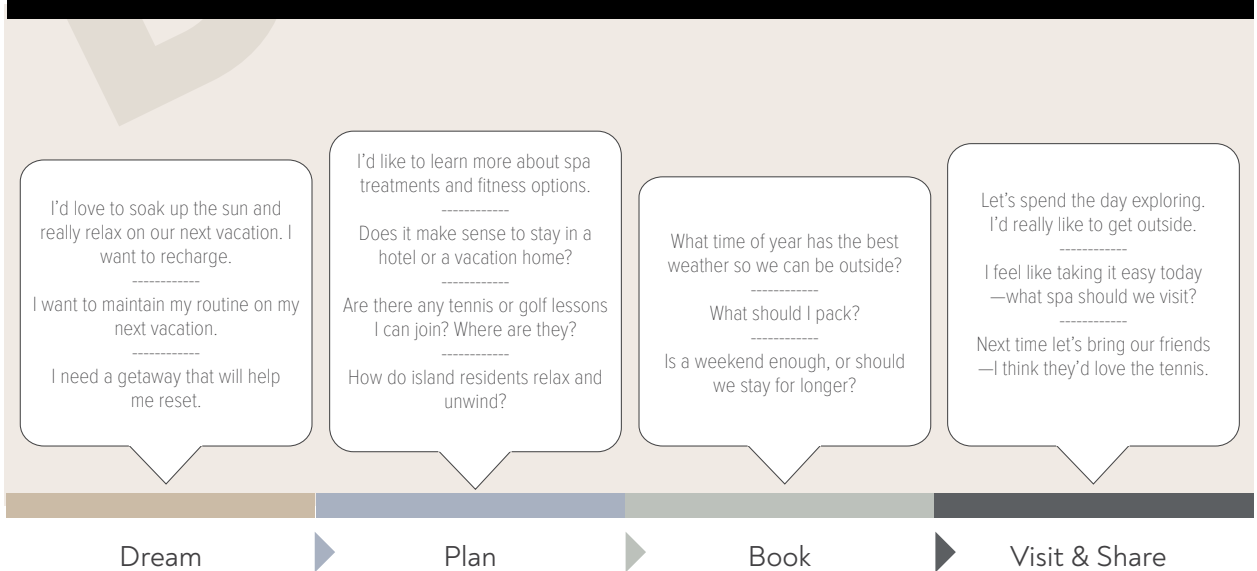 I'd love to soak up the sun and
really relax on our next vacation. I
want to recharge.
------------
I want to maintain my routine on my
next vacation.
------------
I need a getaway that will help
me reset.
I'd like to learn more about spa
treatments and fitness options.
------------
Does it make sense to stay in a
hotel or a vacation home?
------------
Are there any tennis or golf lessons
I can join? Where are they?
------------
How do island residents relax and
unwind?
What time of year has the best
weather so we can be outside?
------------
What should I pack?
------------
Is a weekend enough, or should
we stay for longer?
Let's spend the day exploring.
I'd really like to get outside.
------------
I feel like taking it easy today
—what spa should we visit?
------------
Next time let's bring our friends
—I think they'd love the tennis.
Dream
Plan
Book
Visit & Share